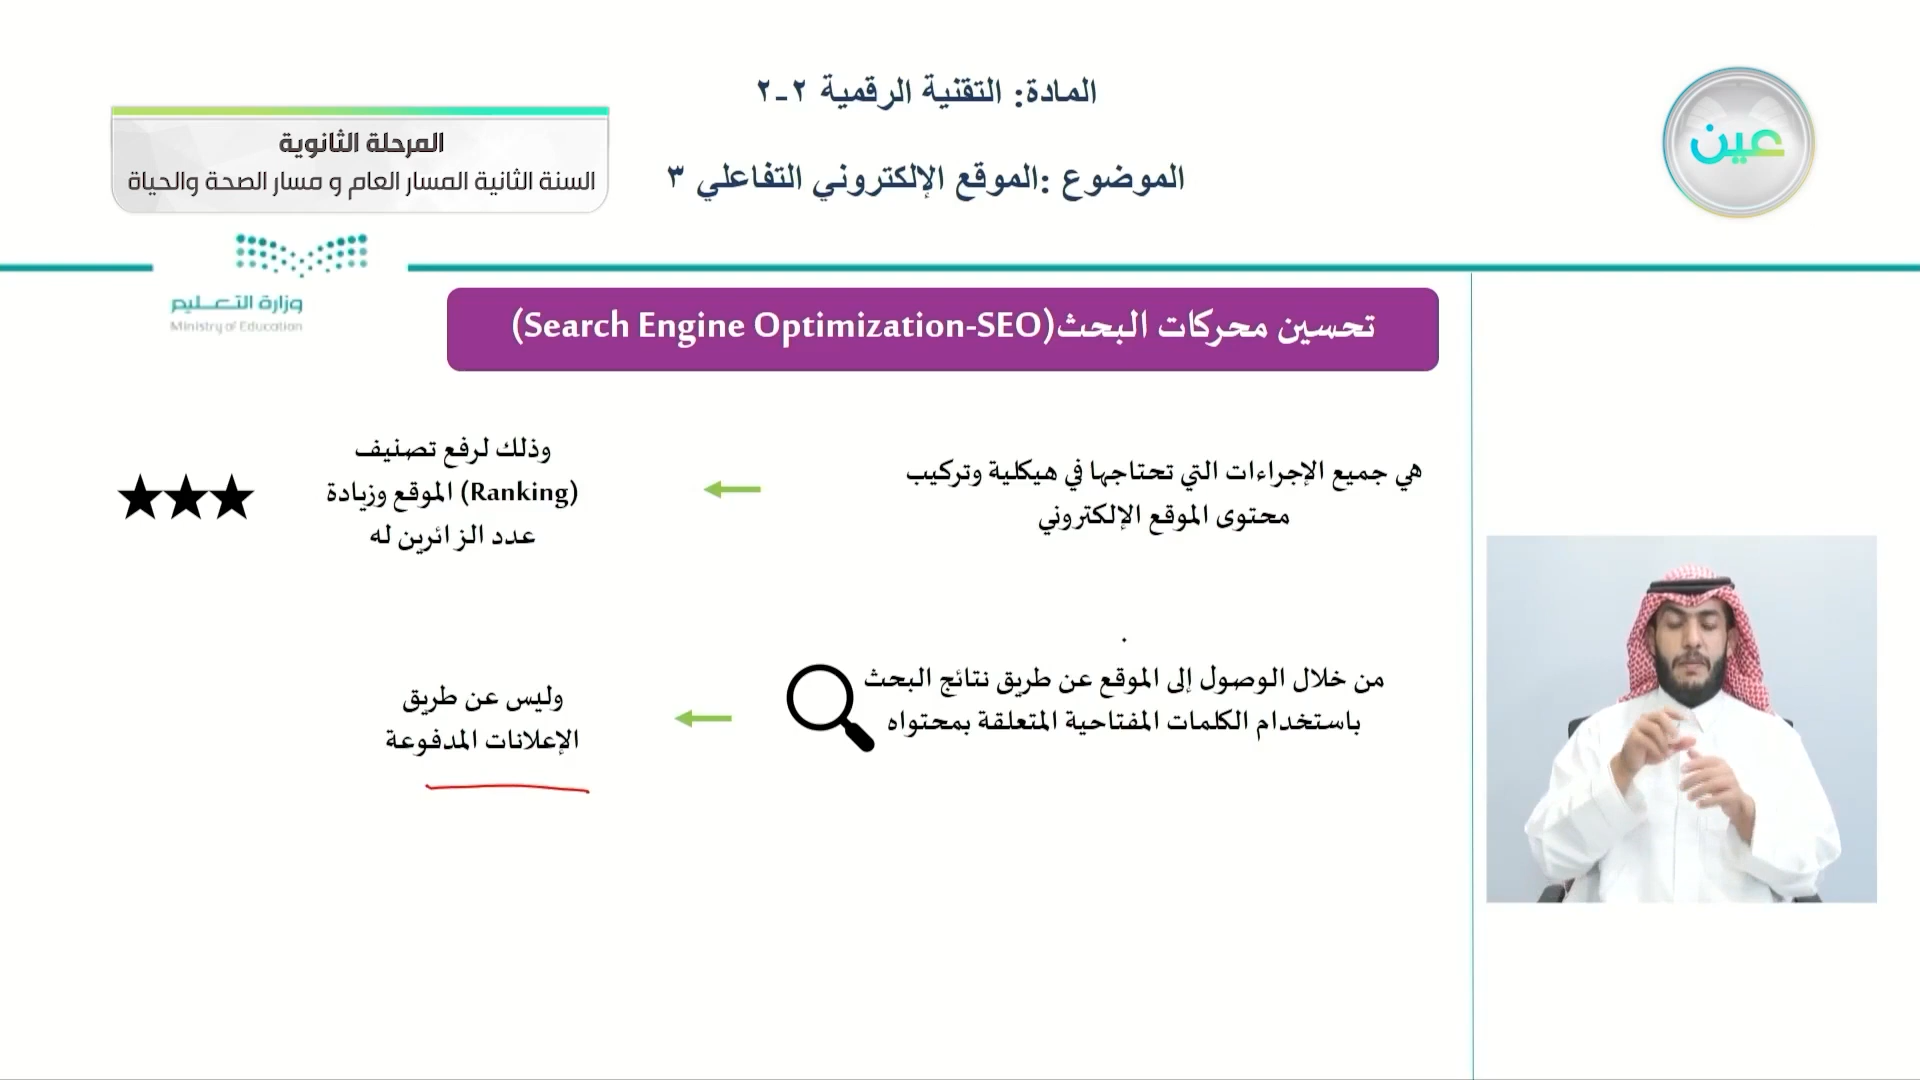 المادة: التقنية الرقمية ٢-٢
عين
المرحلة الثانوية
السنة الثانية المسار العام و مسار الصحة والحياة
الموضوع :الموقع الإلكتروني التفاعلي ٣
وزارة التعـــليم
Ministry of Education
تحسين محركات البحث(Search Engine Optimization-SEO)
هي جميع الإجراءات التي تحتاجها في هيكلية وتركيب
محتوى الموقع الإلكتروني
وذلك لرفع تصنيف
(Ranking) الموقع وزيادة
عدد الزائرين له
من خلال الوصول إلى الموقع عن طريق نتائج البحث
باستخدام الكلمات المفتاحية المتعلقة بمحتواه
وليس عن طريق
الإعلانات المدفوعة